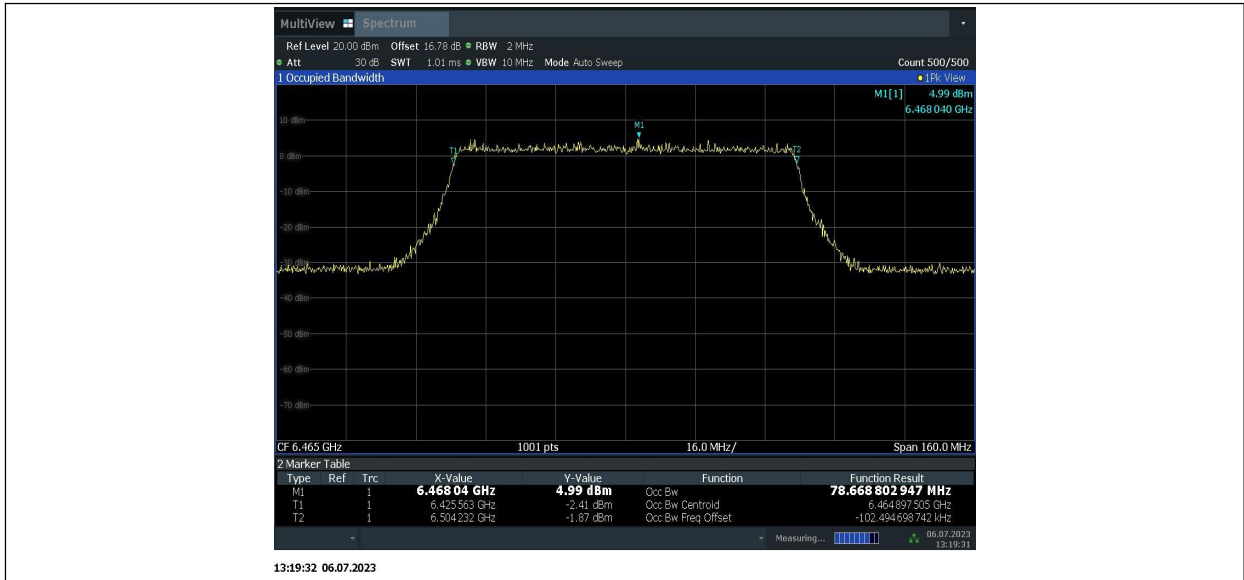 MultiView Spectrum
Ref Level 20.00 dBm Offset 16.78 dB RBW 2 MHz
Att 30 dB SWT 1.01 ms VBW 10 MHz Mode Auto Sweep Count 500/500
1 Occupied Bandwidth 1Pk View
M1[1] 4.99 dBm
6.468 040 GHz
10 dBm
M1
T1
T2
0 dBm
-10 dBm
-20 dBm
-30 dBm
-40 dBm
-50 dBm
-60 dBm
-70 dBm
CF 6.465 GHz 1001 pts 16.0 MHz/ Span 160.0 MHz
2 Marker Table
Type Ref Trc X-Value Y-Value Function Function Result
M1 1 6.468 04 GHz 4.99 dBm Occ Bw 78.668 802 947 MHz
T1 1 6.425 563 GHz -2.41 dBm Occ Bw Centroid 6.464 897 505 GHz
T2 1 6.504 232 GHz -1.87 dBm Occ Bw Freq Offset -102.494 698 742 kHz
Measuring... 06.07.2023
13:19:31
13:19:32 06.07.2023